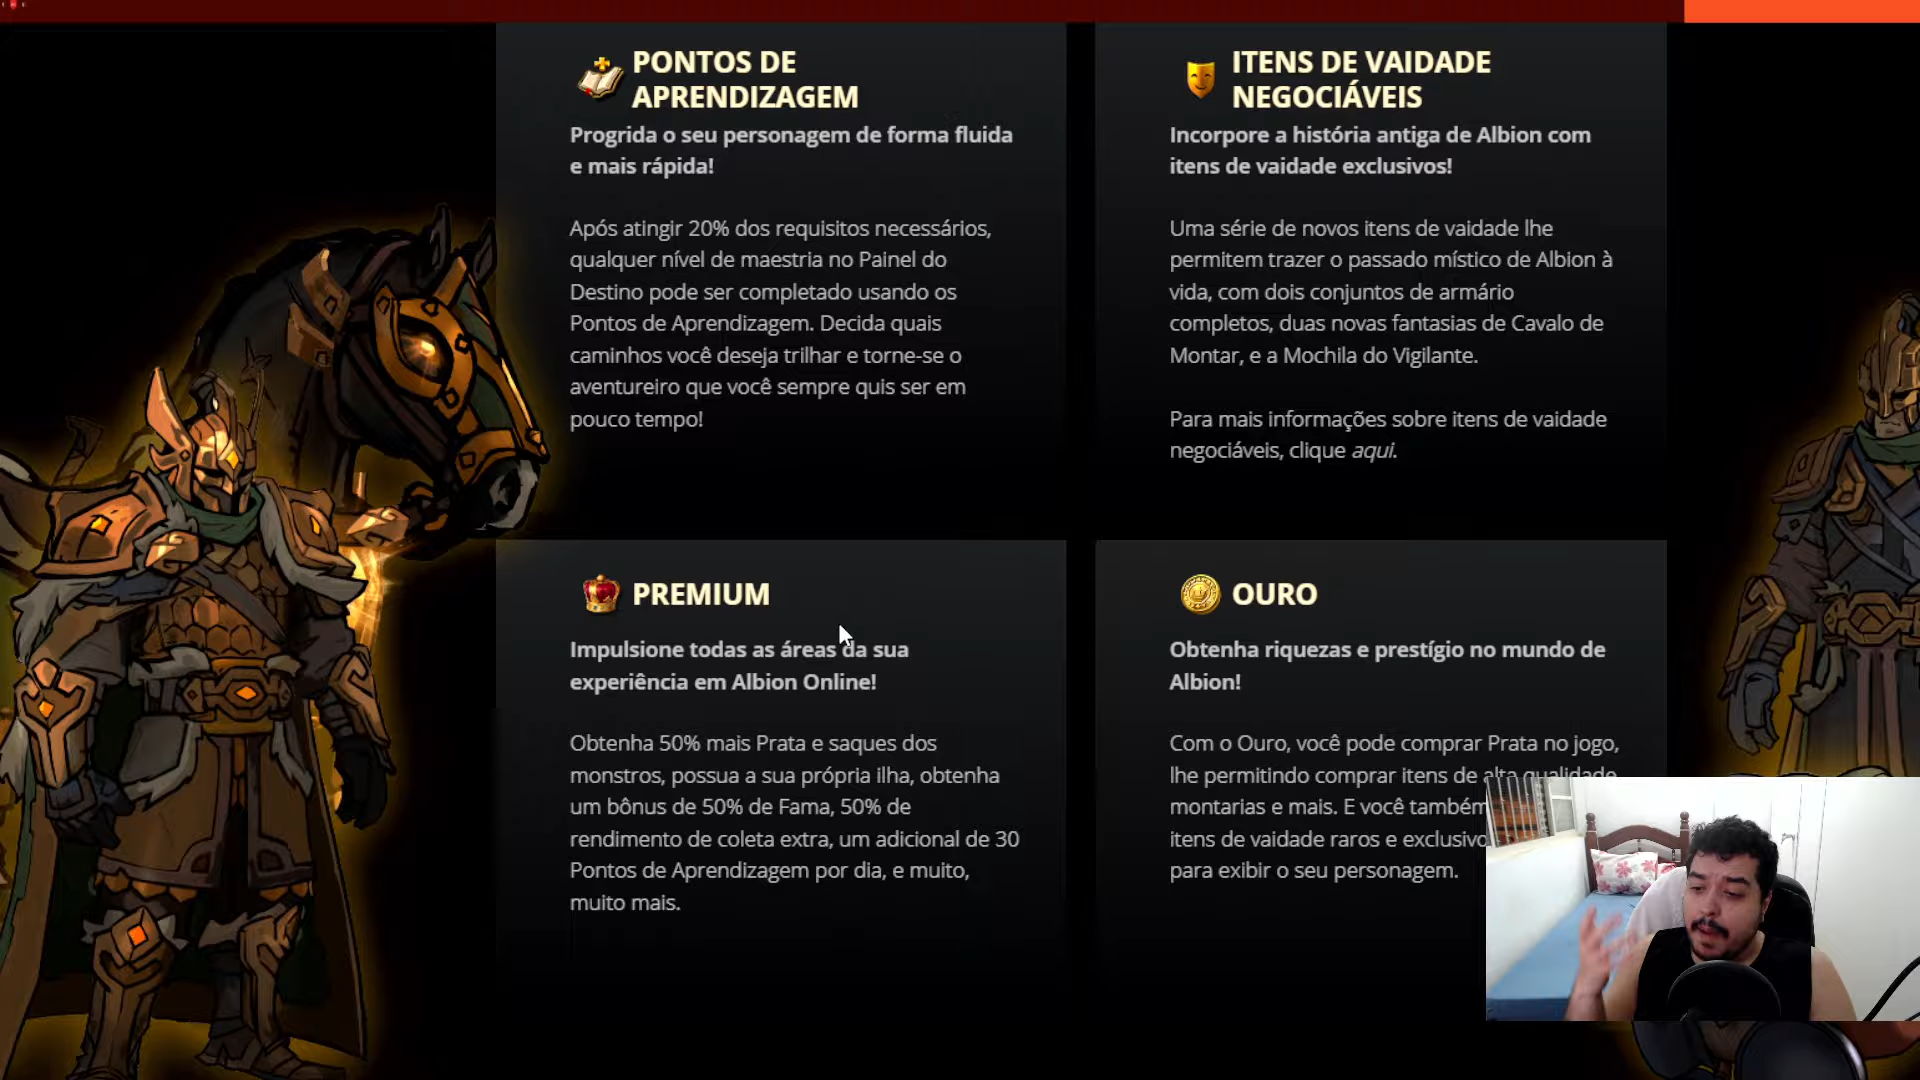 PONTOS DE
APRENDIZAGEM
Progrida o seu personagem de forma fluida
e mais rápida!
Após atingir 20% dos requisitos necessários,
qualquer nível de maestria no Painel do
Destino pode ser completado usando os
Pontos de Aprendizagem. Decida quais
caminhos você deseja trilhar e torne-se o
aventureiro que você sempre quis ser em
pouco tempo!
ITENS DE VAIDADE
NEGOCIÁVEIS
Incorpore a história antiga de Albion com
itens de vaidade exclusivos!
Uma série de novos itens de vaidade lhe
permitem trazer o passado místico de Albion à
vida, com dois conjuntos de armário
completos, duas novas fantasias de Cavalo de
Montar, e a Mochila do Vigilante.
Para mais informações sobre itens de vaidade
negociáveis, clique aqui.
PREMIUM
Impulsione todas as áreas da sua
experiência em Albion Online!
Obtenha 50% mais Prata e saques dos
monstros, possua a sua própria ilha, obtenha
um bônus de 50% de Fama, 50% de
rendimento de coleta extra, um adicional de 30
Pontos de Aprendizagem por dia, e muito,
muito mais.
OURO
Obtenha riquezas e prestígio no mundo de
Albion!
Com o Ouro, você pode comprar Prata no jogo,
lhe permitindo comprar itens de alta qualidade
montarias e mais. E você também
itens de vaidade raros e exclusivo
para exibir o seu personagem.